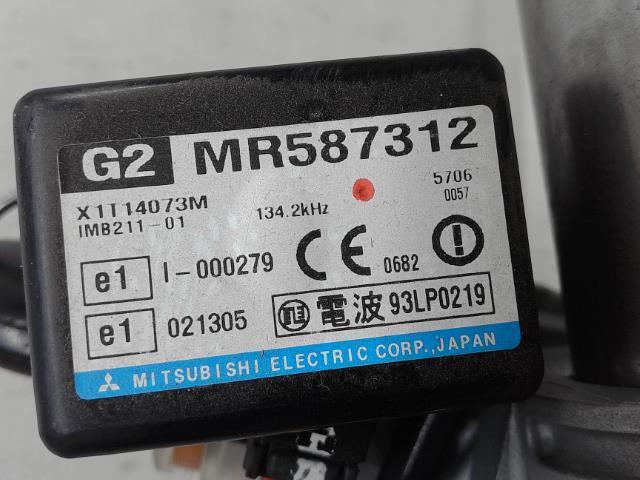 G2 MR587312
X1T14073M 134.2kHz 5706
IMB211-01 0057
e1 I-000279 CE 0682
e1 021305 電波 93LP0219
MITSUBISHI ELECTRIC CORP.,JAPAN